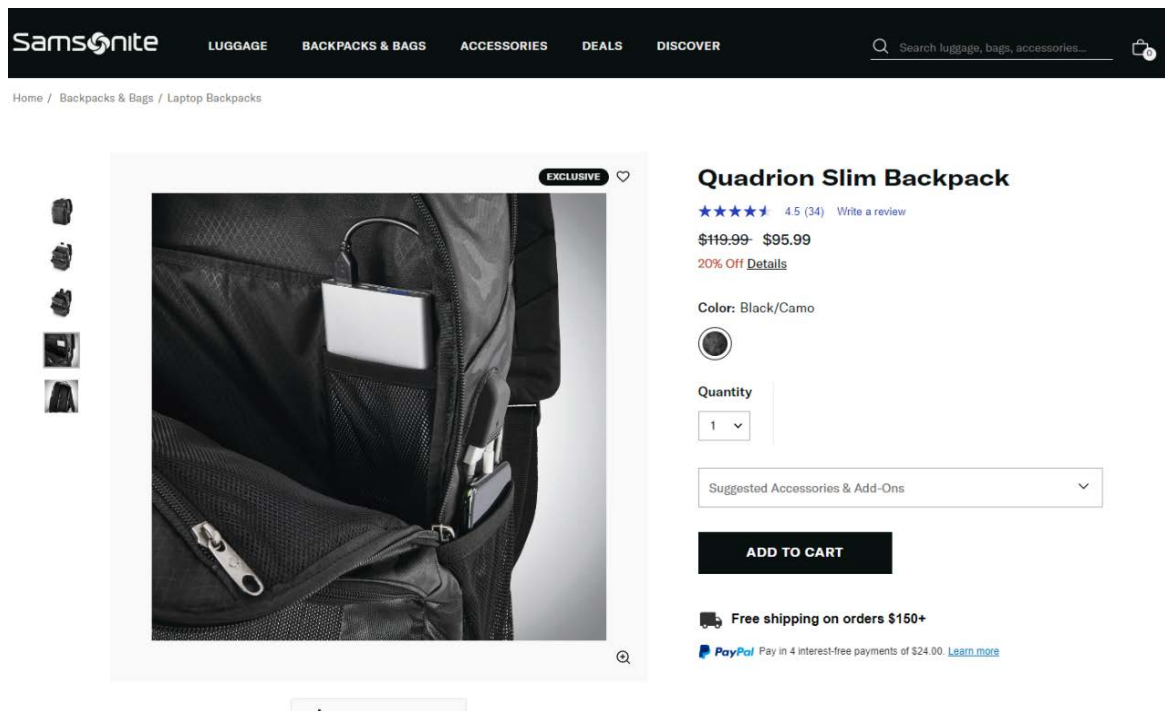 Samsonite
LUGGAGE BACKPACKS & BAGS ACCESSORIES DEALS DISCOVER
Search luggage, bags, accessories...
0
Home / Backpacks & Bags / Laptop Backpacks
EXCLUSIVE
Quadrion Slim Backpack
4.5 (34) Write a review
$119.99 $95.99
20% Off Details
Color: Black/Camo
Quantity
1
Suggested Accessories & Add-Ons
ADD TO CART
Free shipping on orders $150+
PayPal Pay in 4 interest-free payments of $24.00. Learn more